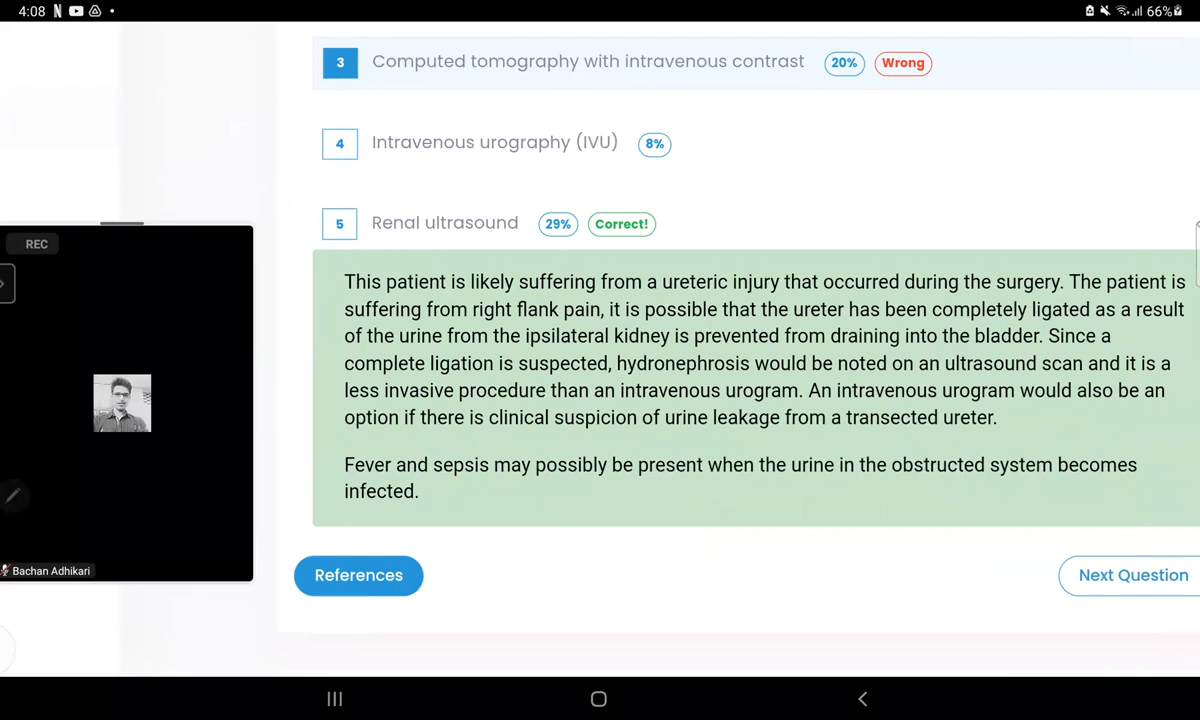 4:08 N
66%
3 Computed tomography with intravenous contrast 20% Wrong
4 Intravenous urography (IVU) 8%
5 Renal ultrasound 29% Correct!
REC
This patient is likely suffering from a ureteric injury that occurred during the surgery. The patient is
suffering from right flank pain, it is possible that the ureter has been completely ligated as a result
of the urine from the ipsilateral kidney is prevented from draining into the bladder. Since a
complete ligation is suspected, hydronephrosis would be noted on an ultrasound scan and it is a
less invasive procedure than an intravenous urogram. An intravenous urogram would also be an
option if there is clinical suspicion of urine leakage from a transected ureter.
Fever and sepsis may possibly be present when the urine in the obstructed system becomes
infected.
Bachan Adhikari
References
Next Question